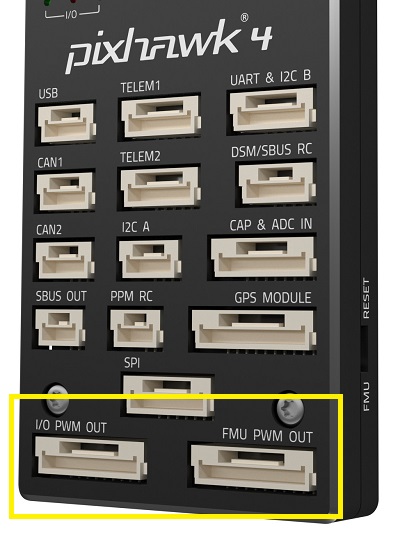 I/O
pixhawk® 4
USB TELEM1 UART & I2C B
CAN1 TELEM2 DSM/SBUS RC
CAN2 I2C A CAP & ADC IN
SBUS OUT PPM RC GPS MODULE
SPI
I/O PWM OUT FMU PWM OUT
RESET
FMU